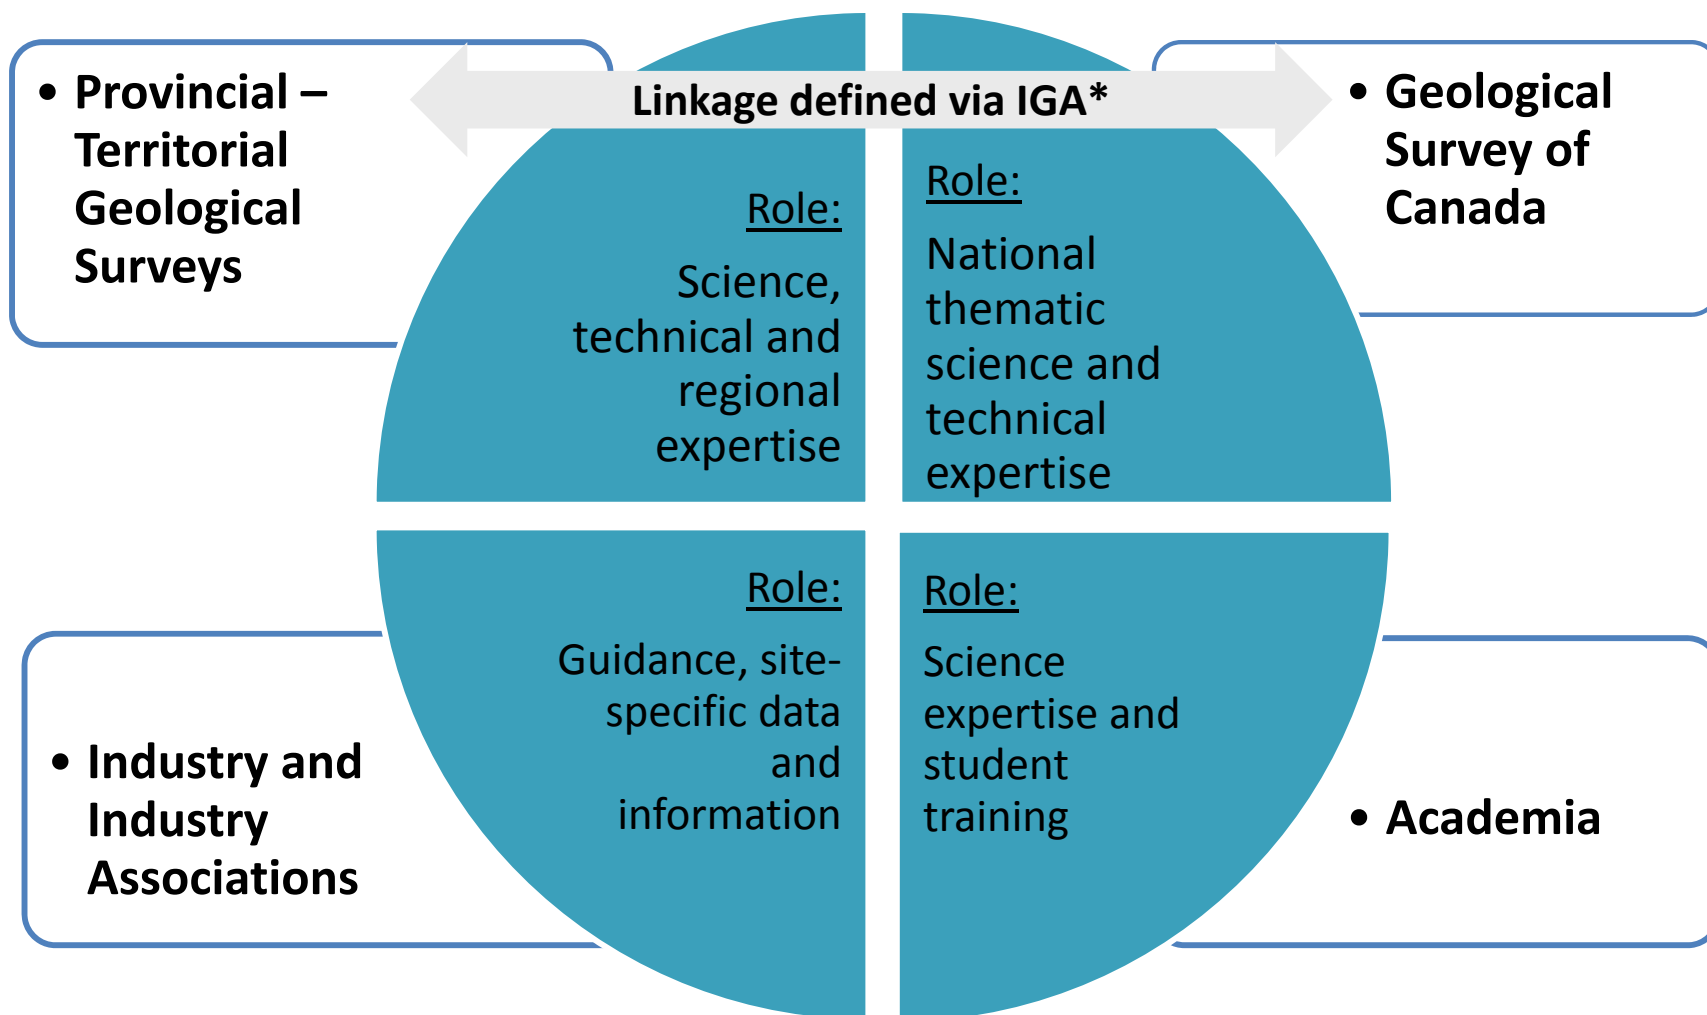 • Provincial –
Territorial
Geological
Surveys
Linkage defined via IGA*
• Geological
Survey of
Canada
Role:
Science,
technical and
regional
expertise
Role:
National
thematic
science and
technical
expertise
• Industry and
Industry
Associations
Role:
Guidance, site-
specific data
and
information
Role:
Science
expertise and
student
training
• Academia